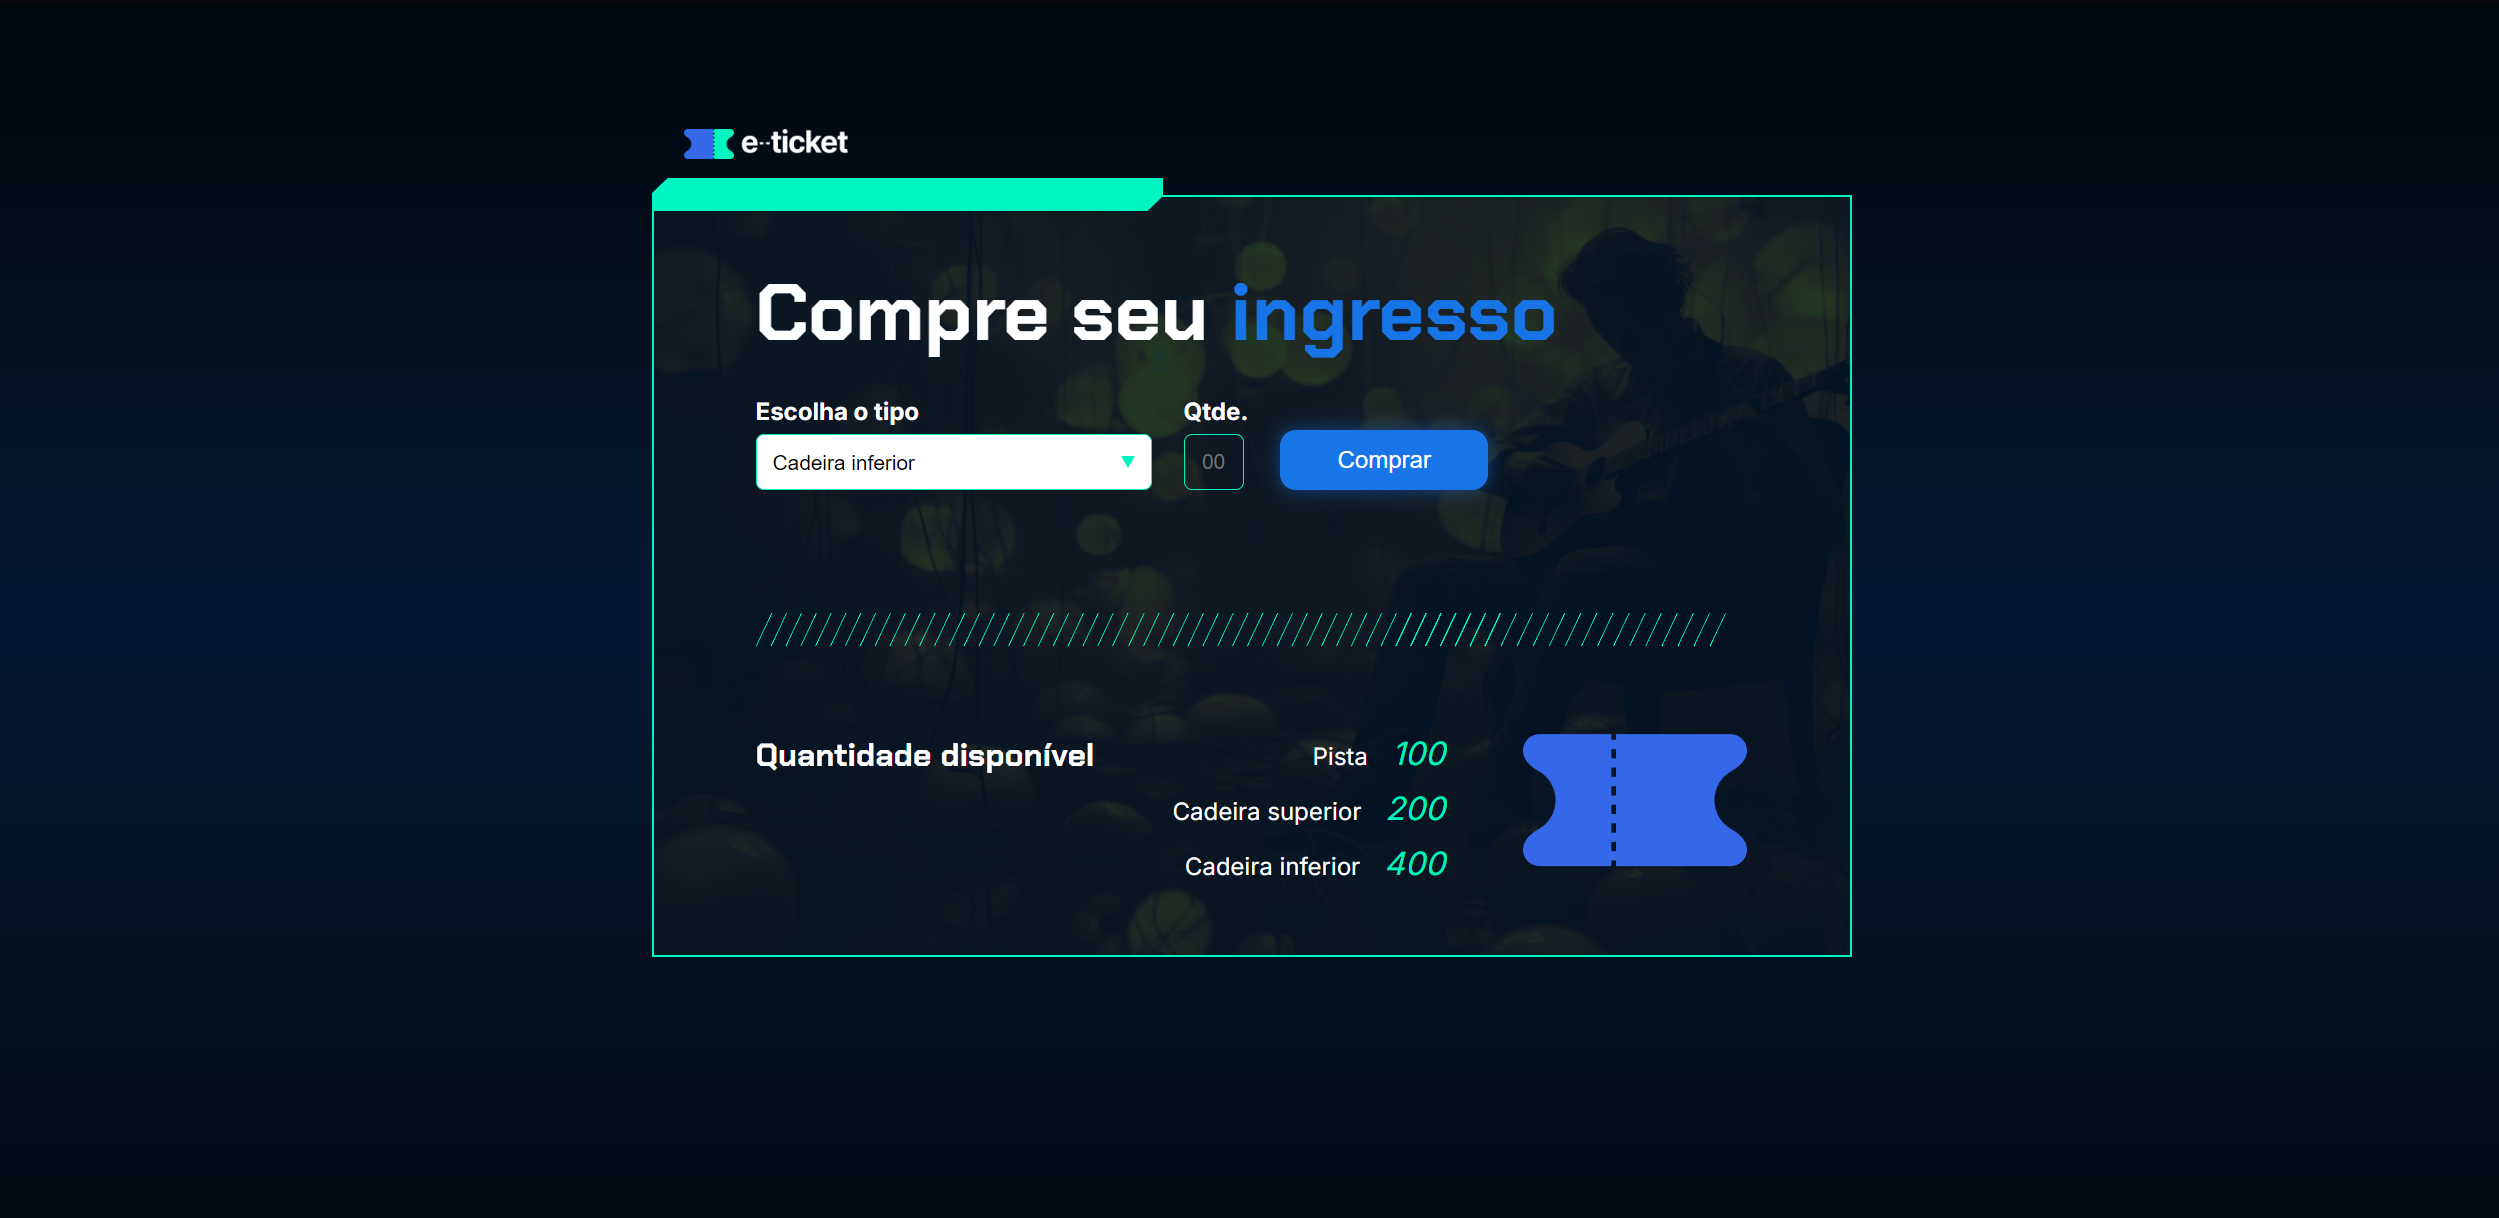 e--ticket
Compre seu ingresso
Escolha o tipo
Qtde.
Cadeira inferior
00
Comprar
Quantidade disponível
Pista 100
Cadeira superior 200
Cadeira inferior 400